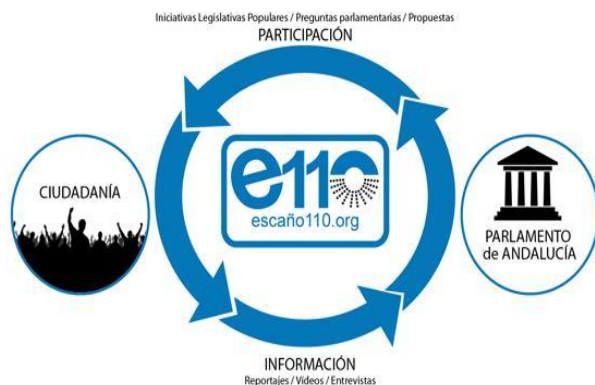 Iniciativas Legislativas Populares / Preguntas parlamentarias / Propuestas
PARTICIPACIÓN
CIUDADANÍA
e110
escaño110.org
PARLAMENTO
de ANDALUCÍA
INFORMACIÓN
Reportajes / Vídeos / Entrevistas